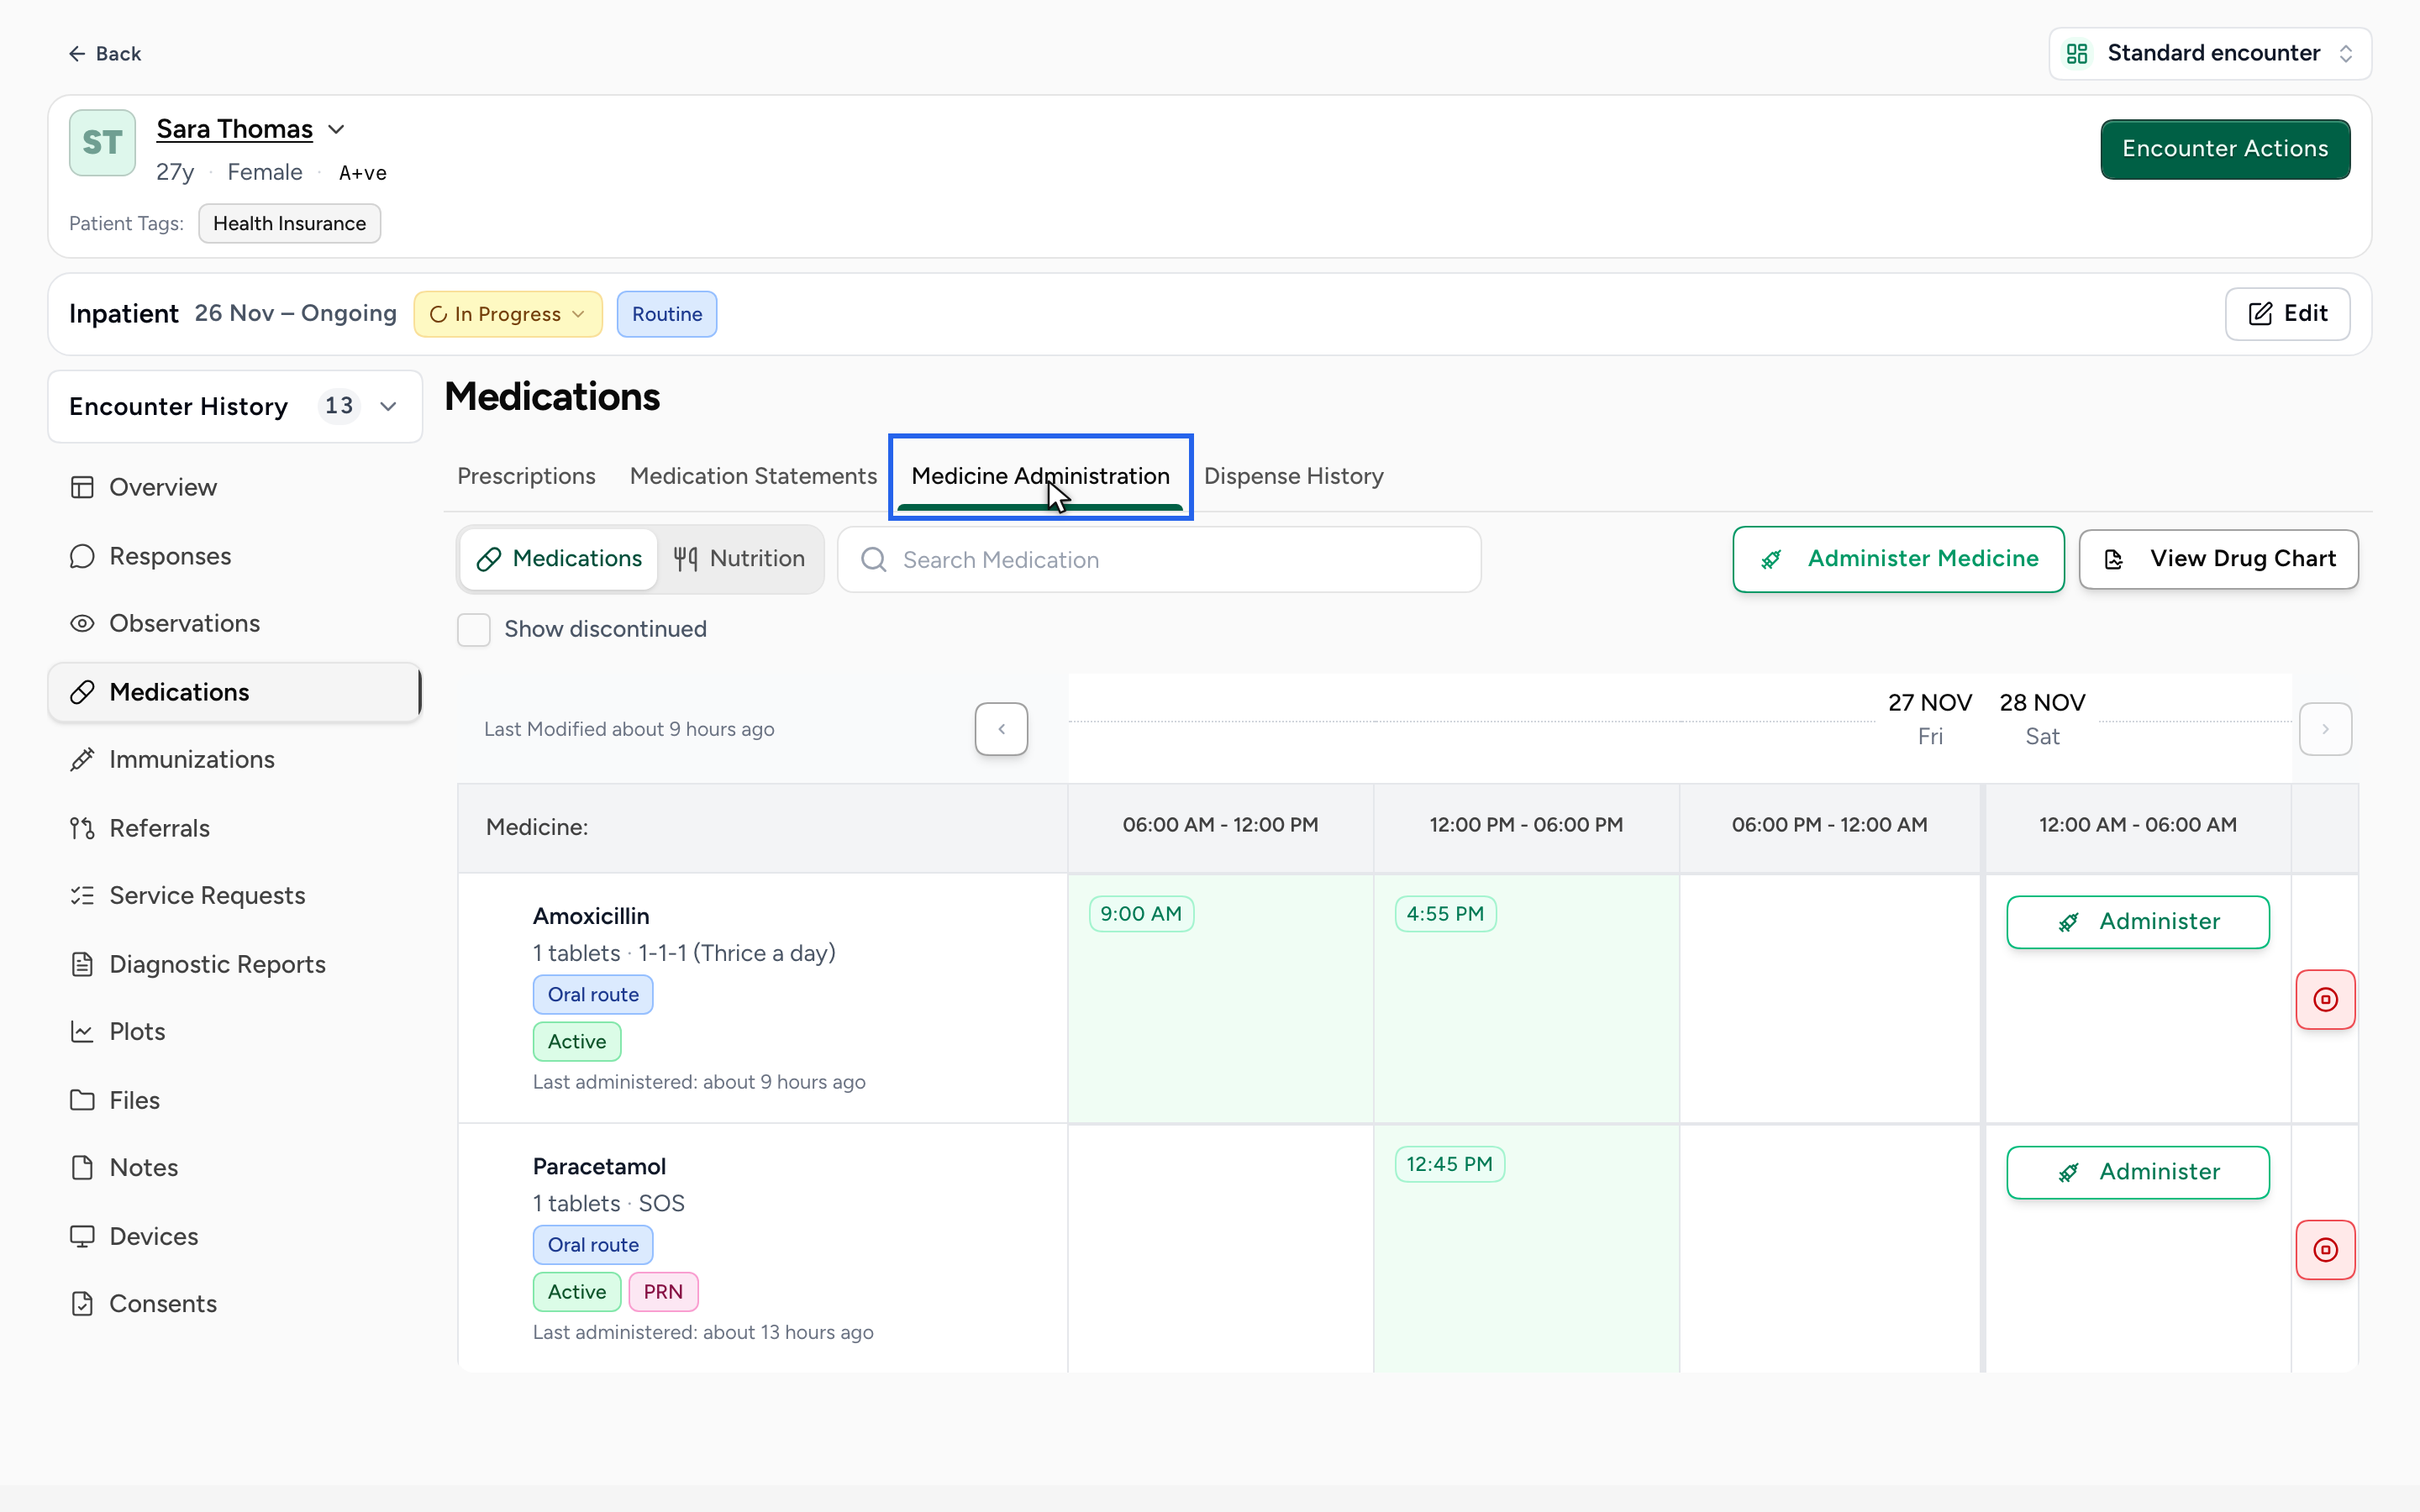 Back
Standard encounter
ST
Sara Thomas
27y · Female · A+ve
Encounter Actions
Patient Tags: Health Insurance
Inpatient 26 Nov – Ongoing In Progress Routine
Edit
Encounter History 13
Overview
Responses
Observations
Medications
Immunizations
Referrals
Service Requests
Diagnostic Reports
Plots
Files
Notes
Devices
Consents
Medications
Prescriptions Medication Statements Medicine Administration Dispense History
Medications Nutrition Search Medication
Administer Medicine View Drug Chart
Show discontinued
Last Modified about 9 hours ago
27 NOV 28 NOV
Fri Sat
Medicine: 06:00 AM - 12:00 PM 12:00 PM - 06:00 PM 06:00 PM - 12:00 AM 12:00 AM - 06:00 AM
Amoxicillin 9:00 AM 4:55 PM Administer
1 tablets · 1-1-1 (Thrice a day)
Oral route
Active
Last administered: about 9 hours ago
Paracetamol 12:45 PM Administer
1 tablets · SOS
Oral route
Active PRN
Last administered: about 13 hours ago